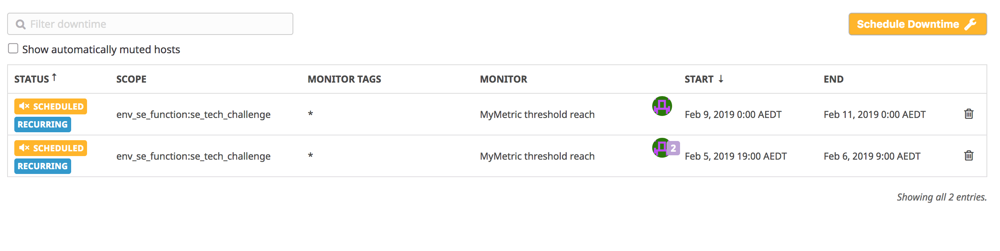 Filter downtime
Schedule Downtime
Show automatically muted hosts
STATUS SCOPE MONITOR TAGS MONITOR START END
SCHEDULED
RECURRING
env_se_function:se_tech_challenge * MyMetric threshold reach Feb 9, 2019 0:00 AEDT Feb 11, 2019 0:00 AEDT
SCHEDULED
RECURRING
env_se_function:se_tech_challenge * MyMetric threshold reach 2 Feb 5, 2019 19:00 AEDT Feb 6, 2019 9:00 AEDT
Showing all 2 entries.